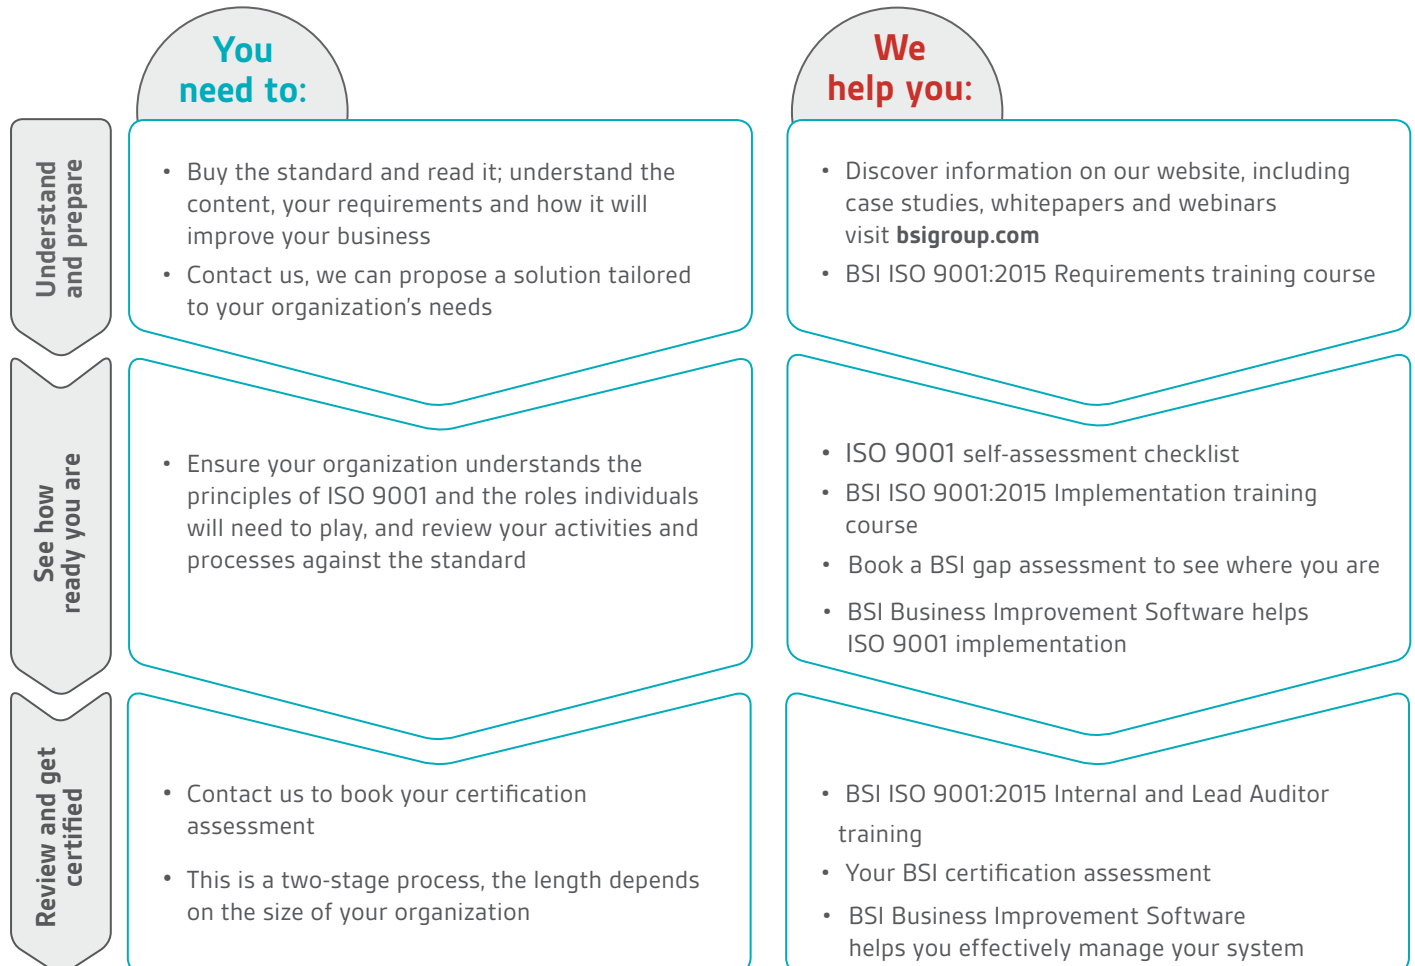 You
need to:
We
help you:
Understand
and prepare
• Buy the standard and read it; understand the
content, your requirements and how it will
improve your business
• Contact us, we can propose a solution tailored
to your organization's needs
• Discover information on our website, including
case studies, whitepapers and webinars
visit bsigroup.com
• BSI ISO 9001:2015 Requirements training course
See how
ready you are
• Ensure your organization understands the
principles of ISO 9001 and the roles individuals
will need to play, and review your activities and
processes against the standard
• ISO 9001 self-assessment checklist
• BSI ISO 9001:2015 Implementation training
course
• Book a BSI gap assessment to see where you are
• BSI Business Improvement Software helps
ISO 9001 implementation
Review and get
certified
• Contact us to book your certification
assessment
• This is a two-stage process, the length depends
on the size of your organization
• BSI ISO 9001:2015 Internal and Lead Auditor
training
• Your BSI certification assessment
• BSI Business Improvement Software
helps you effectively manage your system